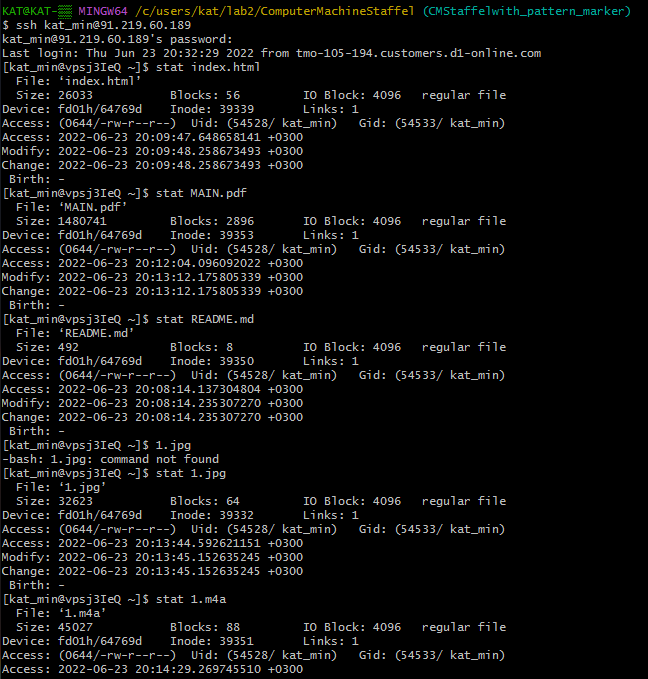 KAT@KAT-▒▒ MINGW64 /c/users/kat/lab2/ComputerMachineStaffel (CMStaffelwith_pattern_marker)
$ ssh kat_min@91.219.60.189
kat_min@91.219.60.189's password:
Last login: Thu Jun 23 20:32:29 2022 from tmo-105-194.customers.d1-online.com
[kat_min@vpsj3IeQ ~]$ stat index.html
  File: ‘index.html’
  Size: 26033           Blocks: 56         IO Block: 4096   regular file
Device: fd01h/64769d    Inode: 39339       Links: 1
Access: (0644/-rw-r--r--)  Uid: (54528/ kat_min)   Gid: (54533/ kat_min)
Access: 2022-06-23 20:09:47.648658141 +0300
Modify: 2022-06-23 20:09:48.258673493 +0300
Change: 2022-06-23 20:09:48.258673493 +0300
 Birth: -
[kat_min@vpsj3IeQ ~]$ stat MAIN.pdf
  File: ‘MAIN.pdf’
  Size: 1480741         Blocks: 2896       IO Block: 4096   regular file
Device: fd01h/64769d    Inode: 39353       Links: 1
Access: (0644/-rw-r--r--)  Uid: (54528/ kat_min)   Gid: (54533/ kat_min)
Access: 2022-06-23 20:12:04.096092022 +0300
Modify: 2022-06-23 20:13:12.175805339 +0300
Change: 2022-06-23 20:13:12.175805339 +0300
 Birth: -
[kat_min@vpsj3IeQ ~]$ stat README.md
  File: ‘README.md’
  Size: 492             Blocks: 8          IO Block: 4096   regular file
Device: fd01h/64769d    Inode: 39350       Links: 1
Access: (0644/-rw-r--r--)  Uid: (54528/ kat_min)   Gid: (54533/ kat_min)
Access: 2022-06-23 20:08:14.137304804 +0300
Modify: 2022-06-23 20:08:14.235307270 +0300
Change: 2022-06-23 20:08:14.235307270 +0300
 Birth: -
[kat_min@vpsj3IeQ ~]$ 1.jpg
-bash: 1.jpg: command not found
[kat_min@vpsj3IeQ ~]$ stat 1.jpg
  File: ‘1.jpg’
  Size: 32623           Blocks: 64         IO Block: 4096   regular file
Device: fd01h/64769d    Inode: 39332       Links: 1
Access: (0644/-rw-r--r--)  Uid: (54528/ kat_min)   Gid: (54533/ kat_min)
Access: 2022-06-23 20:13:44.592621151 +0300
Modify: 2022-06-23 20:13:45.152635245 +0300
Change: 2022-06-23 20:13:45.152635245 +0300
 Birth: -
[kat_min@vpsj3IeQ ~]$ stat 1.m4a
  File: ‘1.m4a’
  Size: 45027           Blocks: 88         IO Block: 4096   regular file
Device: fd01h/64769d    Inode: 39351       Links: 1
Access: (0644/-rw-r--r--)  Uid: (54528/ kat_min)   Gid: (54533/ kat_min)
Access: 2022-06-23 20:14:29.269745510 +0300